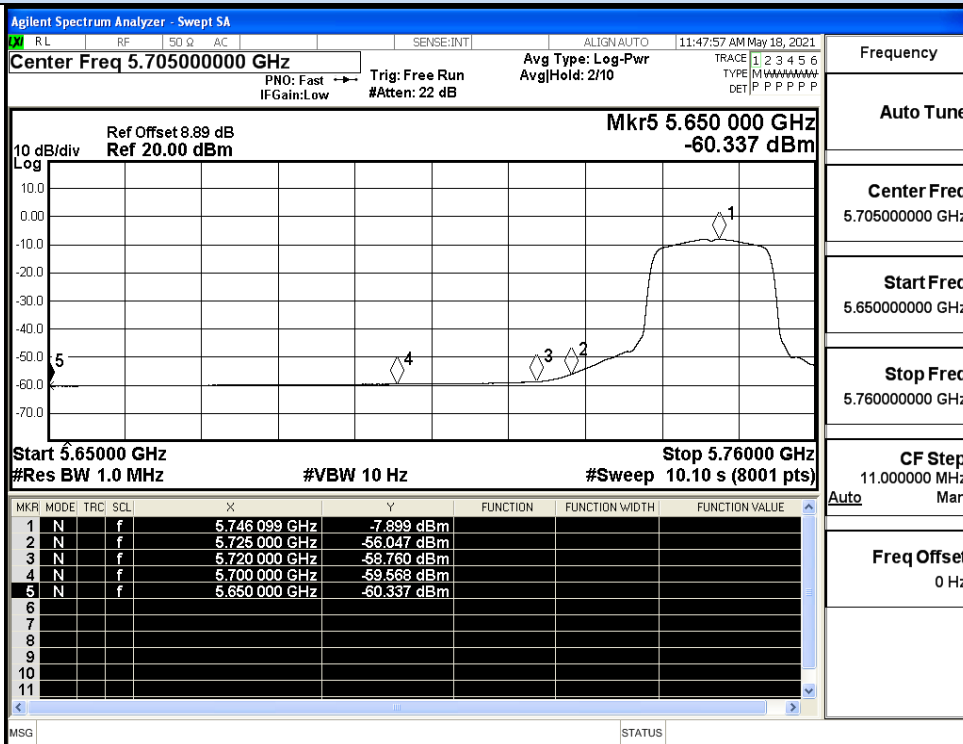 Agilent Spectrum Analyzer - Swept SA
LXI RL RF 50 Ω AC SENSE:INT ALIGN AUTO 11:47:57 AM May 18, 2021
Center Freq 5.705000000 GHz
PNO: Fast
IFGain:Low
Trig: Free Run
#Atten: 22 dB
Avg Type: Log-Pwr
Avg|Hold: 2/10
TRACE 1 2 3 4 5 6
TYPE M
DET P P P P P P
Mkr5 5.650 000 GHz
-60.337 dBm
Ref Offset 8.89 dB
10 dB/div Ref 20.00 dBm
Log
10.0
0.00
-10.0
-20.0
-30.0
-40.0
-50.0
-60.0
-70.0
1
2
3
4
5
Start 5.65000 GHz Stop 5.76000 GHz
#Res BW 1.0 MHz #VBW 10 Hz #Sweep 10.10 s (8001 pts)
MKR MODE TRC SCL X Y FUNCTION FUNCTION WIDTH FUNCTION VALUE
1 N f 5.746 099 GHz -7.899 dBm
2 N f 5.725 000 GHz -56.047 dBm
3 N f 5.720 000 GHz -58.760 dBm
4 N f 5.700 000 GHz -59.568 dBm
5 N f 5.650 000 GHz -60.337 dBm
6
7
8
9
10
11
MSG STATUS
Frequency
Auto Tune
Center Freq
5.705000000 GHz
Start Freq
5.650000000 GHz
Stop Freq
5.760000000 GHz
CF Step
11.000000 MHz
Auto Man
Freq Offset
0 Hz